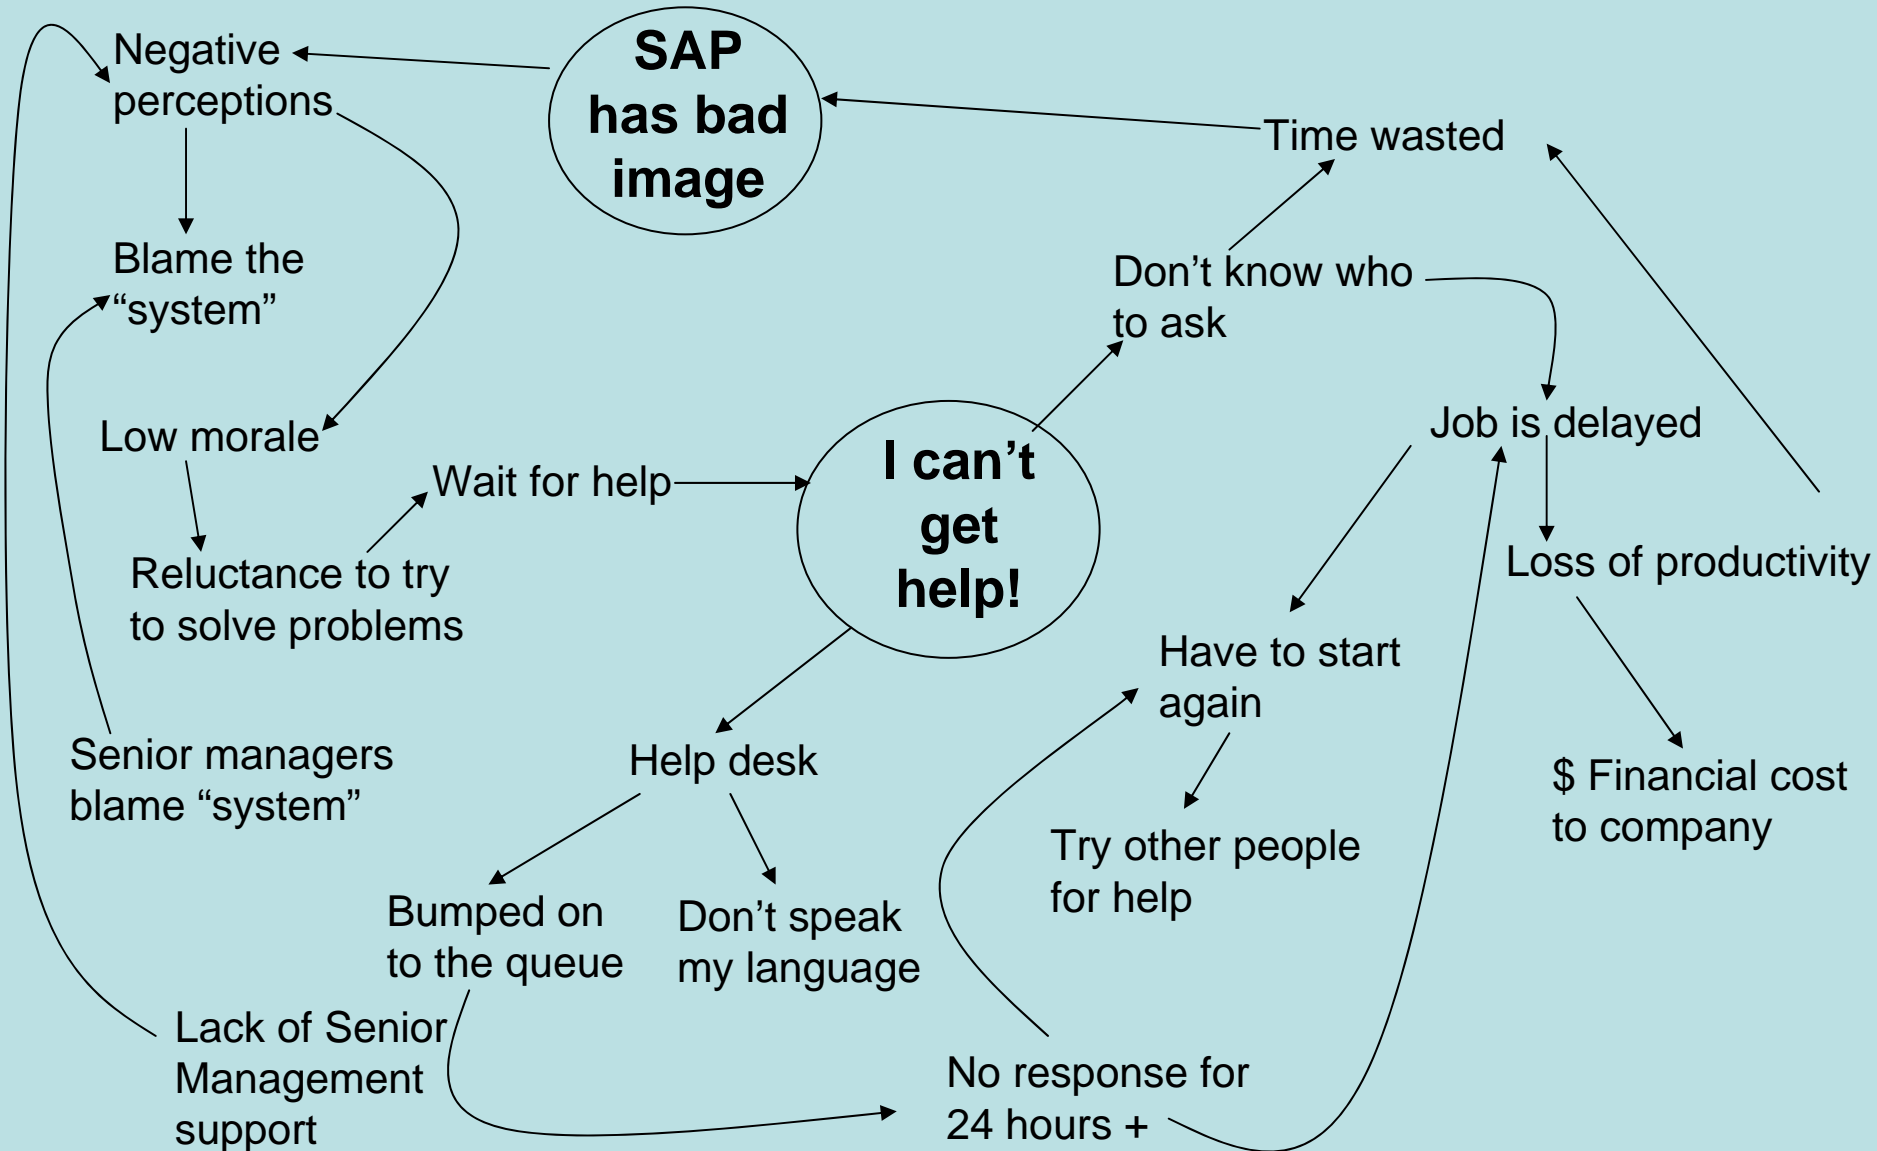 Negative
perceptions
SAP
has bad
image
Time wasted
Blame the
“system”
Don’t know who
to ask
Low morale
Wait for help
I can’t
get
help!
Job is delayed
Reluctance to try
to solve problems
Loss of productivity
Have to start
again
Senior managers
blame “system”
Help desk
$ Financial cost
to company
Try other people
for help
Bumped on
to the queue
Don’t speak
my language
Lack of Senior
Management
support
No response for
24 hours +